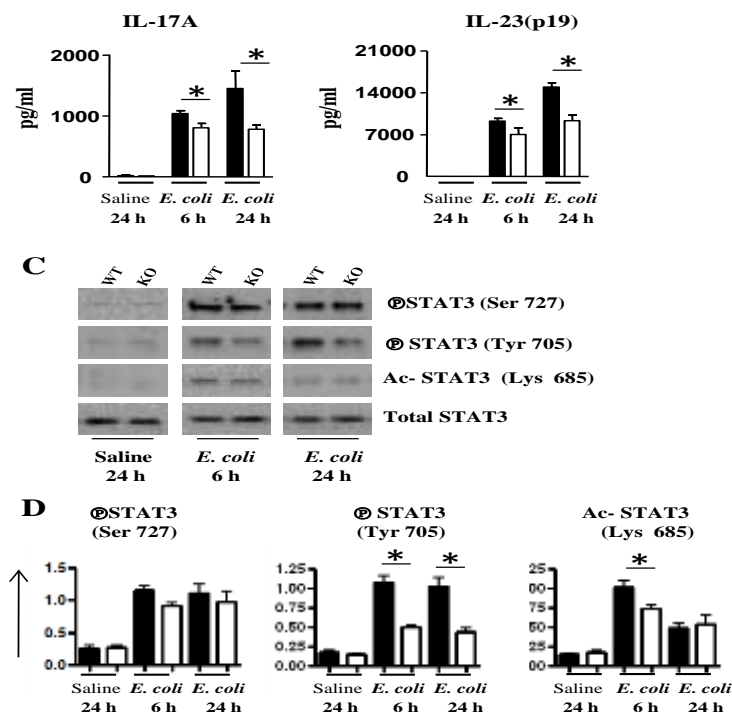 IL-17A
pg/ml
2000
1000
0
*
*
Saline E. coli E. coli
24 h 6 h 24 h
IL-23(p19)
pg/ml
21000
14000
7000
0
*
*
Saline E. coli E. coli
24 h 6 h 24 h
C
WT KO WT KO WT KO
ⓅSTAT3 (Ser 727)
Ⓟ STAT3 (Tyr 705)
Ac- STAT3 (Lys 685)
Total STAT3
Saline E. coli E. coli
24 h 6 h 24 h
D
ⓅSTAT3
(Ser 727)
1.5
1.0
0.5
0.0
Saline E. coli E. coli
24 h 6 h 24 h
Ⓟ STAT3
(Tyr 705)
1.25
1.00
0.75
0.50
0.25
0.00
*
*
Saline E. coli E. coli
24 h 6 h 24 h
Ac- STAT3
(Lys 685)
25
00
75
50
25
00
*
Saline E. coli E. coli
24 h 6 h 24 h